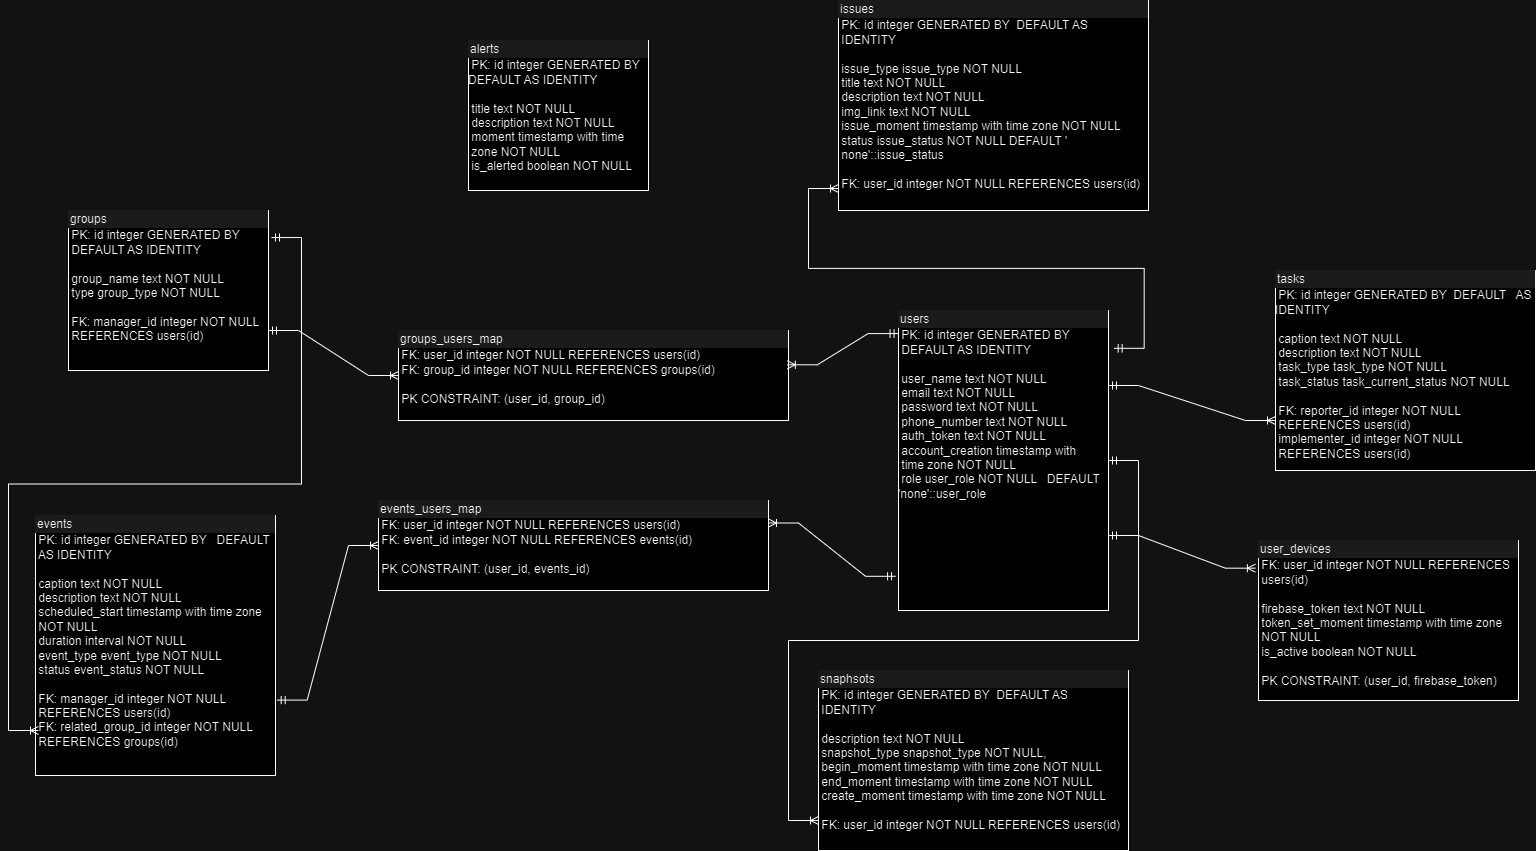 issues
PK: id integer GENERATED BY  DEFAULT AS
IDENTITY
issue_type issue_type NOT NULL
title text NOT NULL
description text NOT NULL
img_link text NOT NULL
issue_moment timestamp with time zone NOT NULL
status issue_status NOT NULL DEFAULT '
none'::issue_status
FK: user_id integer NOT NULL REFERENCES users(id)
alerts
PK: id integer GENERATED BY
DEFAULT AS IDENTITY
title text NOT NULL
description text NOT NULL
moment timestamp with time
zone NOT NULL
is_alerted boolean NOT NULL
groups
PK: id integer GENERATED BY
DEFAULT AS IDENTITY
group_name text NOT NULL
type group_type NOT NULL
FK: manager_id integer NOT NULL
REFERENCES users(id)
groups_users_map
FK: user_id integer NOT NULL REFERENCES users(id)
FK: group_id integer NOT NULL REFERENCES groups(id)
PK CONSTRAINT: (user_id, group_id)
users
PK: id integer GENERATED BY
DEFAULT AS IDENTITY
user_name text NOT NULL
email text NOT NULL
password text NOT NULL
phone_number text NOT NULL
auth_token text NOT NULL
account_creation timestamp with
time zone NOT NULL
role user_role NOT NULL   DEFAULT
'none'::user_role
tasks
PK: id integer GENERATED BY  DEFAULT   AS
IDENTITY
caption text NOT NULL
description text NOT NULL
task_type task_type NOT NULL
task_status task_current_status NOT NULL
FK: reporter_id integer NOT NULL
REFERENCES users(id)
implementer_id integer NOT NULL
REFERENCES users(id)
events
PK: id integer GENERATED BY   DEFAULT
AS IDENTITY
caption text NOT NULL
description text NOT NULL
scheduled_start timestamp with time zone
NOT NULL
duration interval NOT NULL
event_type event_type NOT NULL
status event_status NOT NULL
FK: manager_id integer NOT NULL
REFERENCES users(id)
FK: related_group_id integer NOT NULL
REFERENCES groups(id)
events_users_map
FK: user_id integer NOT NULL REFERENCES users(id)
FK: event_id integer NOT NULL REFERENCES events(id)
PK CONSTRAINT: (user_id, events_id)
user_devices
FK: user_id integer NOT NULL REFERENCES
users(id)
firebase_token text NOT NULL
token_set_moment timestamp with time zone
NOT NULL
is_active boolean NOT NULL
PK CONSTRAINT: (user_id, firebase_token)
snaphsots
PK: id integer GENERATED BY  DEFAULT AS
IDENTITY
description text NOT NULL
snapshot_type snapshot_type NOT NULL,
begin_moment timestamp with time zone NOT NULL
end_moment timestamp with time zone NOT NULL
create_moment timestamp with time zone NOT NULL
FK: user_id integer NOT NULL REFERENCES users(id)